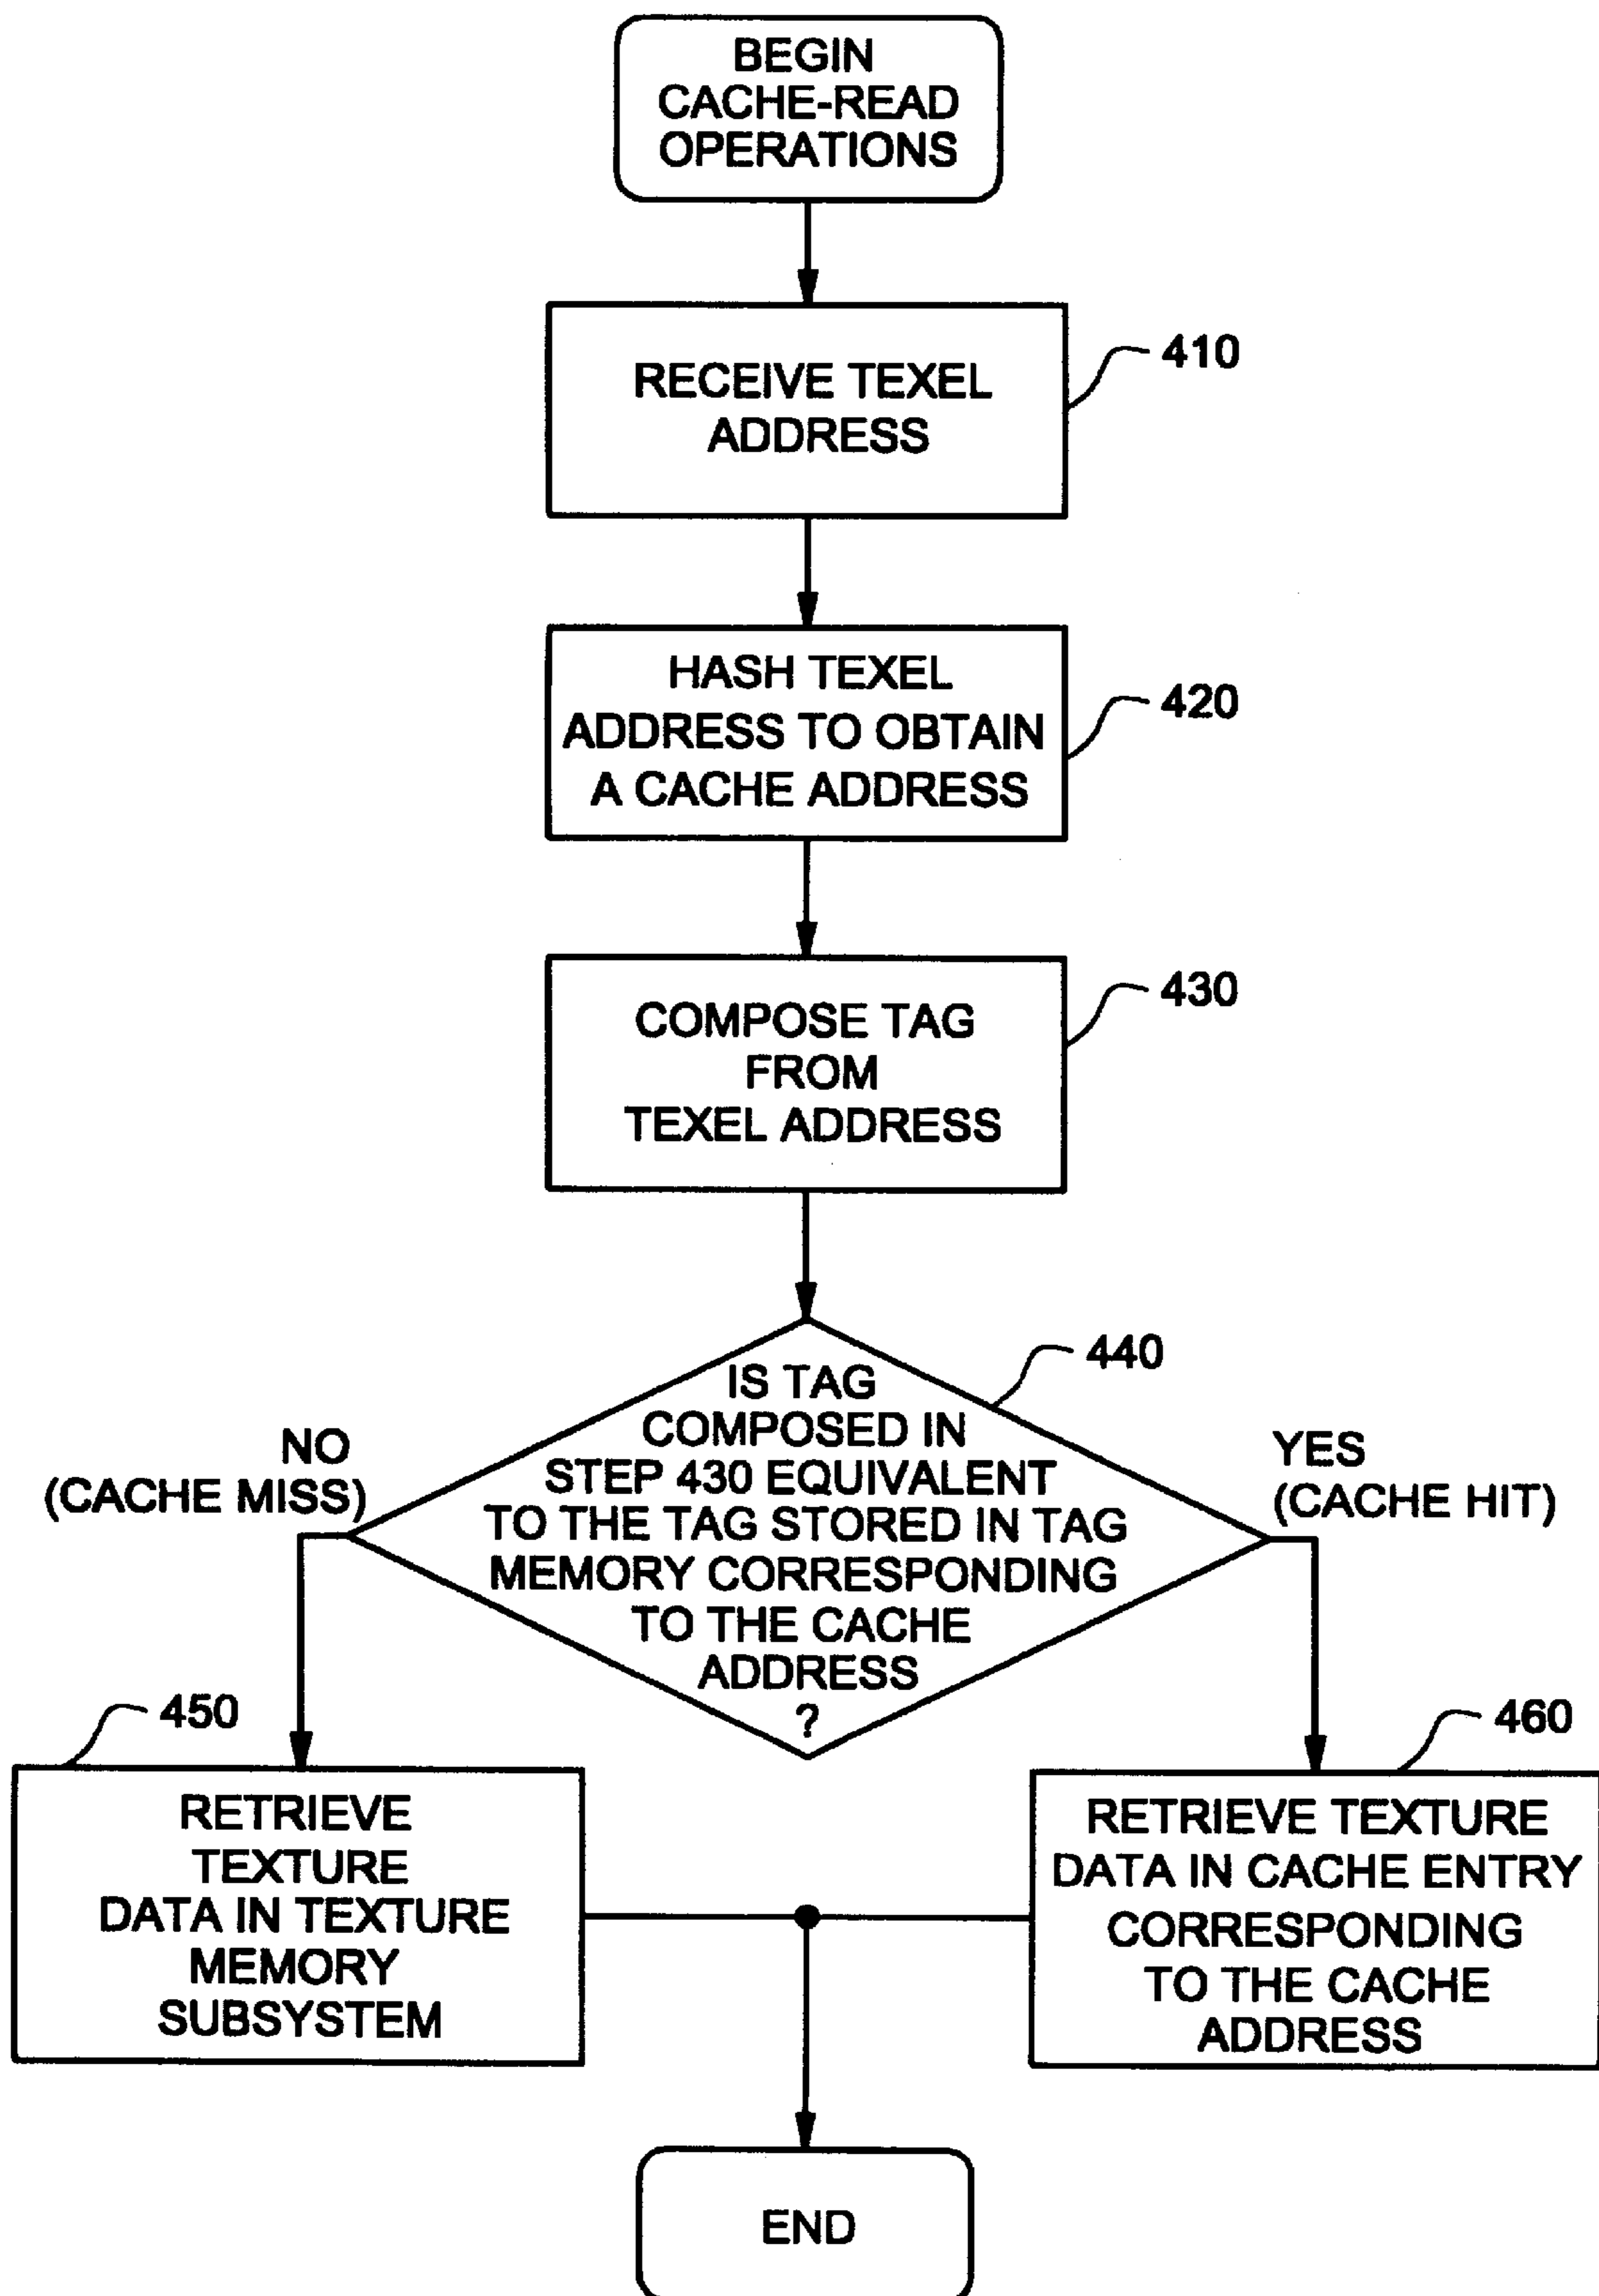 BEGIN
CACHE-READ
OPERATIONS
RECEIVE TEXEL
ADDRESS
410
HASH TEXEL
ADDRESS TO OBTAIN
A CACHE ADDRESS
420
COMPOSE TAG
FROM
TEXEL ADDRESS
430
IS TAG
COMPOSED IN
STEP 430 EQUIVALENT
TO THE TAG STORED IN TAG
MEMORY CORRESPONDING
TO THE CACHE
ADDRESS
?
440
NO
(CACHE MISS)
YES
(CACHE HIT)
450
RETRIEVE
TEXTURE
DATA IN TEXTURE
MEMORY
SUBSYSTEM
460
RETRIEVE TEXTURE
DATA IN CACHE ENTRY
CORRESPONDING
TO THE CACHE
ADDRESS
END